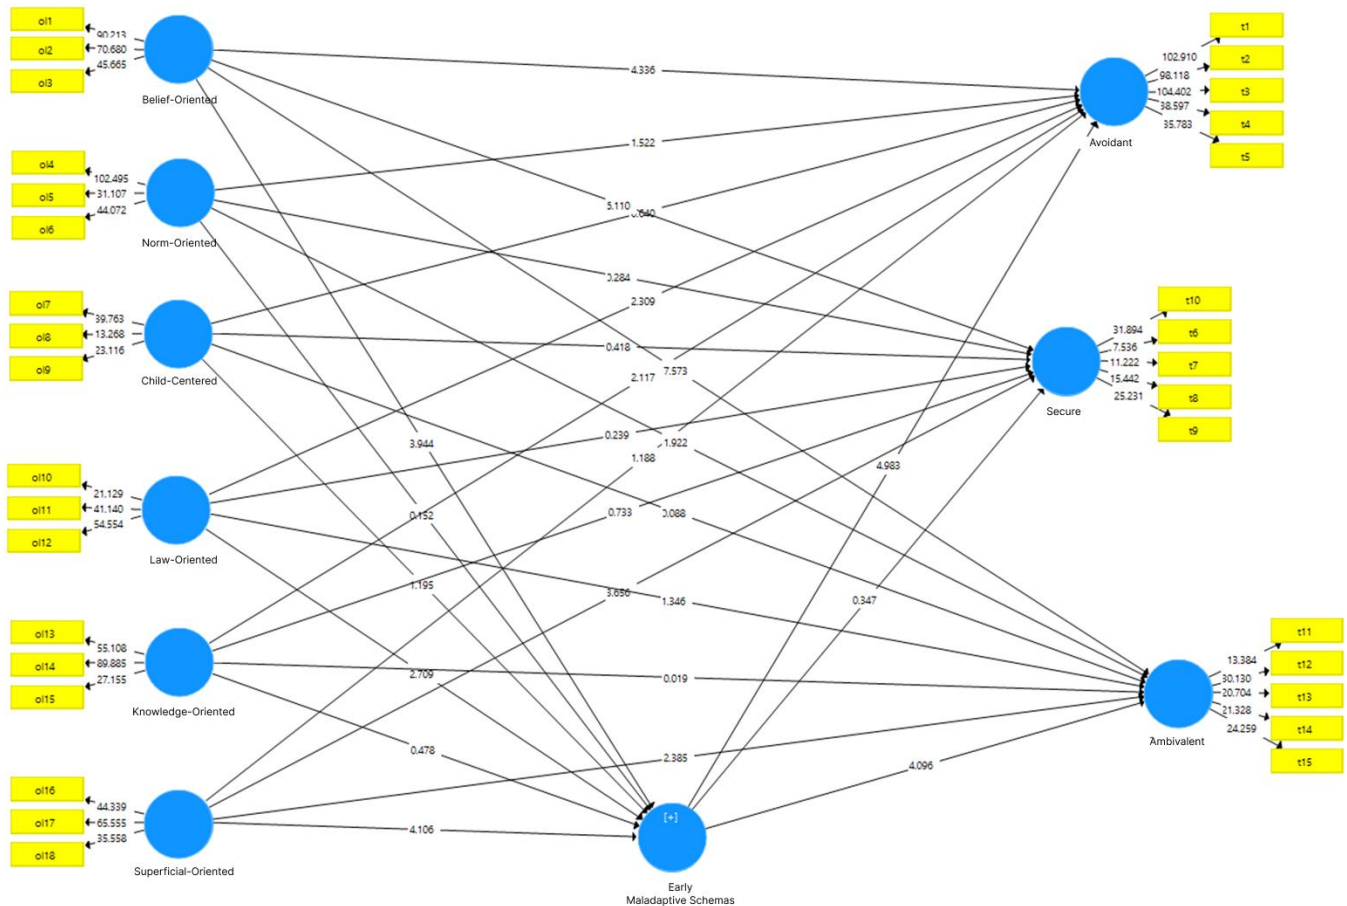 ol1
90.213
ol2
70.680
45.665
ol3
Belief-Oriented
ol4
102.495
ol5
31.107
44.072
ol6
Norm-Oriented
ol7
39.763
ol8
13.268
23.116
ol9
Child-Centered
ol10
21.129
ol11
41.140
54.554
ol12
Law-Oriented
ol13
55.108
ol14
89.885
27.155
ol15
Knowledge-Oriented
ol16
44.339
ol17
65.555
35.558
ol18
Superficial-Oriented
4.336
1.522
5.110
0.284
2.309
0.418
7.573
2.117
0.239
1.922
1.188
3.944
4.983
0.733
0.088
0.152
1.195
3.656
1.346
0.347
2.709
0.019
0.478
2.385
4.096
4.106
[+]
Early
Maladaptive Schemas
t1
102.910
t2
98.118
104.402
t3
38.597
t4
35.783
t5
Avoidant
t10
31.894
t6
7.536
11.222
t7
15.442
t8
25.231
t9
Secure
t11
13.384
t12
30.130
20.704
t13
21.328
t14
24.259
t15
Ambivalent